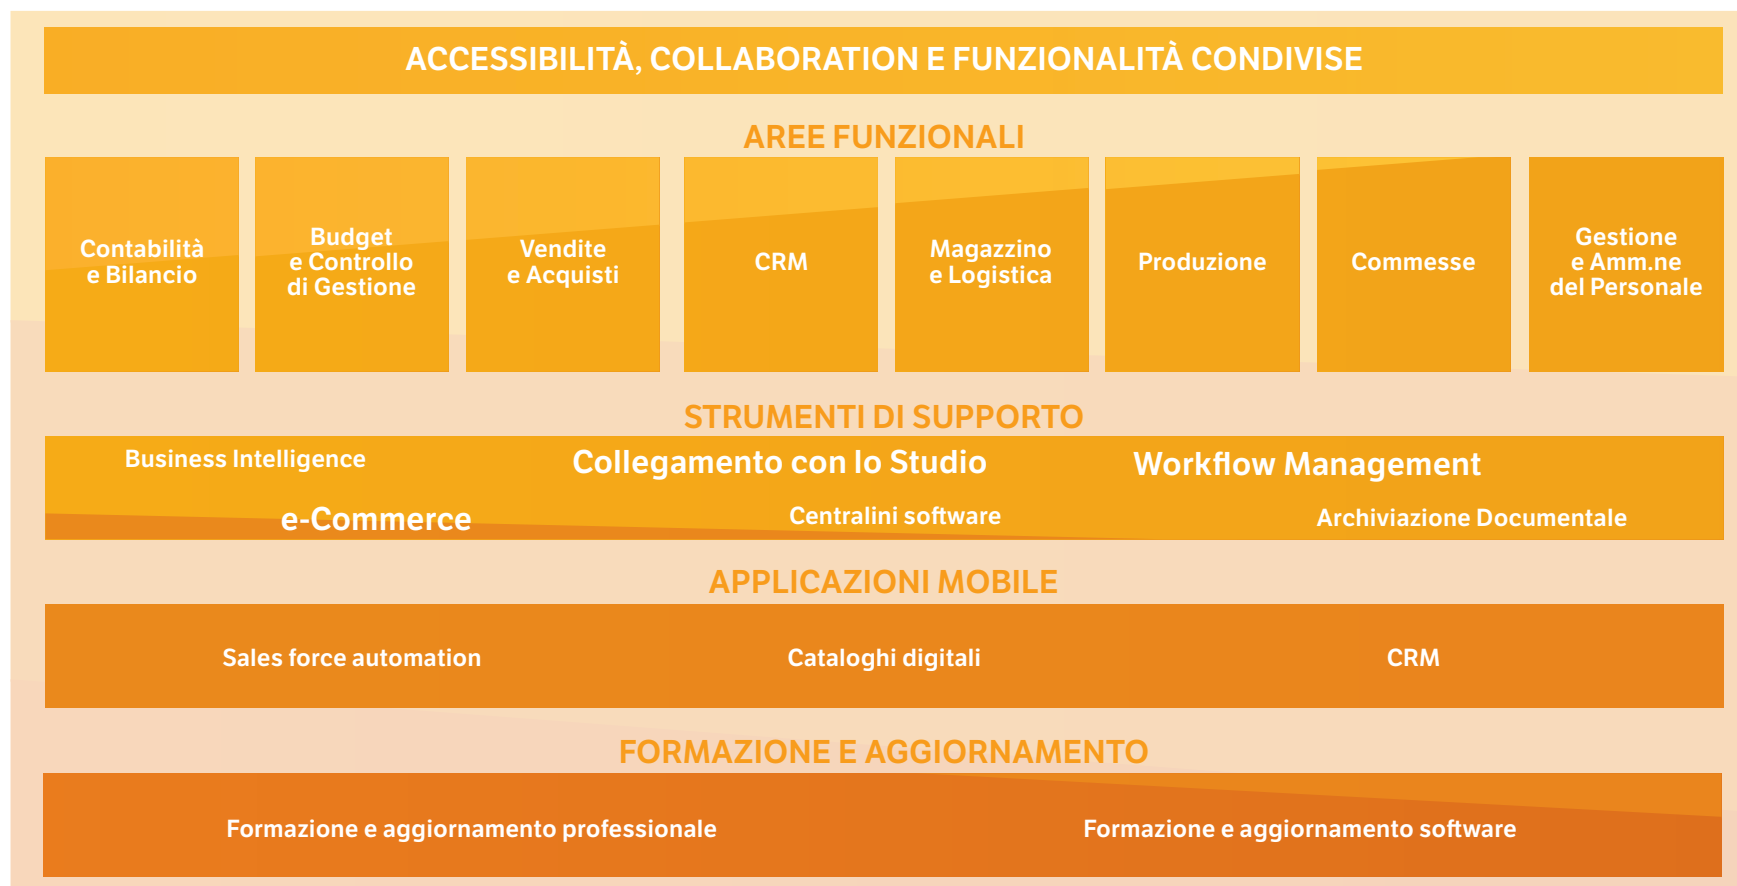 ACCESSIBILITÀ, COLLABORATION E FUNZIONALITÀ CONDIVISE
AREE FUNZIONALI
Contabilità
e Bilancio
Budget
e Controllo
di Gestione
Vendite
e Acquisti
CRM
Magazzino
e Logistica
Produzione
Commesse
Gestione
e Amm.ne
del Personale
STRUMENTI DI SUPPORTO
Business Intelligence
Collegamento con lo Studio
Workflow Management
e-Commerce
Centralini software
Archiviazione Documentale
APPLICAZIONI MOBILE
Sales force automation
Cataloghi digitali
CRM
FORMAZIONE E AGGIORNAMENTO
Formazione e aggiornamento professionale
Formazione e aggiornamento software